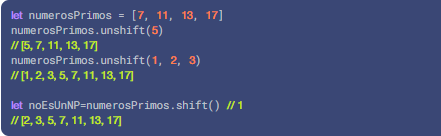 let numerosPrimos = [7, 11, 13, 17]
numerosPrimos.unshift(5)
// [5, 7, 11, 13, 17]
numerosPrimos.unshift(1, 2, 3)
// [1, 2, 3, 5, 7, 11, 13, 17]
let noEsUnNP=numerosPrimos.shift() // 1
// [2, 3, 5, 7, 11, 13, 17]